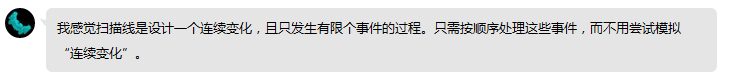 我感觉扫描线是设计一个连续变化，且只发生有限个事件的过程。只需按顺序处理这些事件，而不用尝试模拟
“连续变化”。